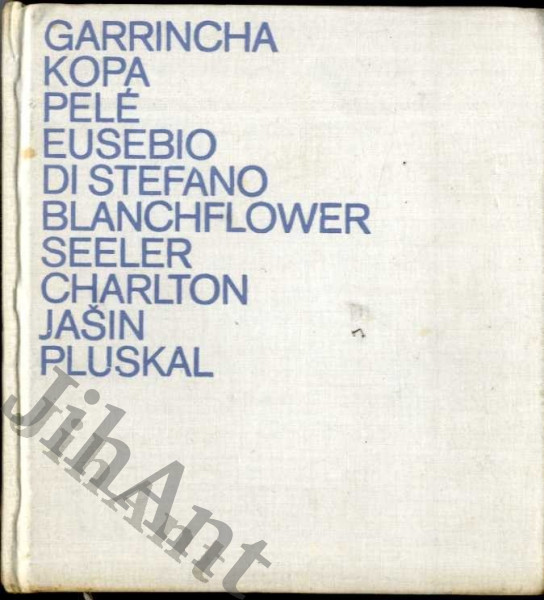 GARRINCHA
KOPA
PELÉ
EUSEBIO
DI STEFANO
BLANCHFLOWER
SEELER
CHARLTON
JAŠIN
PLUSKAL
JihAnt